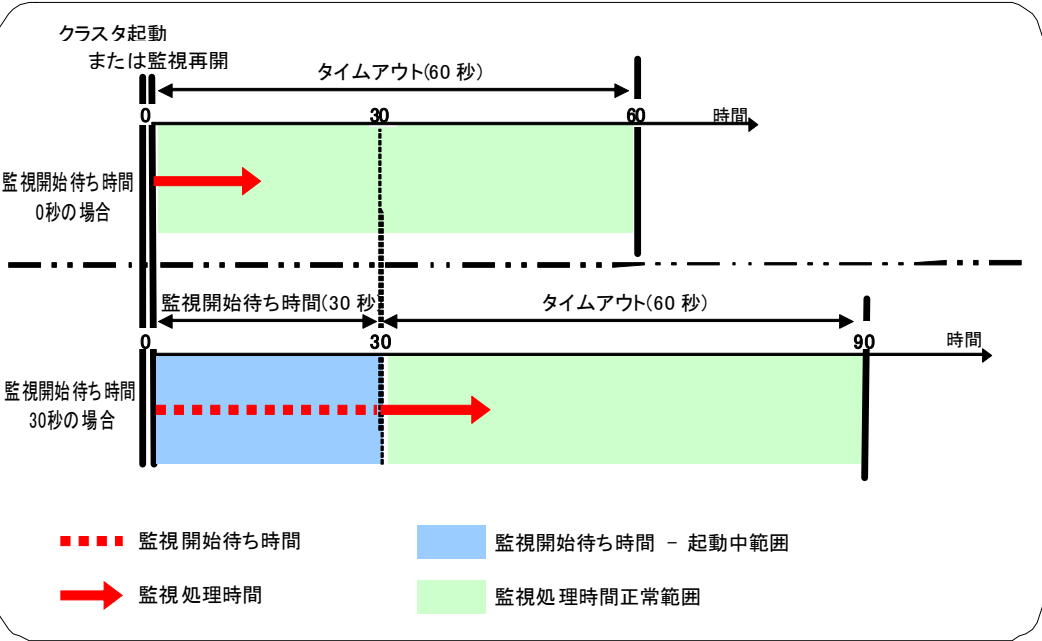 クラスタ起動
または監視再開
タイムアウト(60 秒)
0
30
60
時間
監視開始待ち時間
0秒の場合
監視開始待ち時間(30 秒)
タイムアウト(60 秒)
0
30
90
時間
監視開始待ち時間
30秒の場合
監視開始待ち時間
監視開始待ち時間 － 起動中範囲
監視処理時間
監視処理時間正常範囲